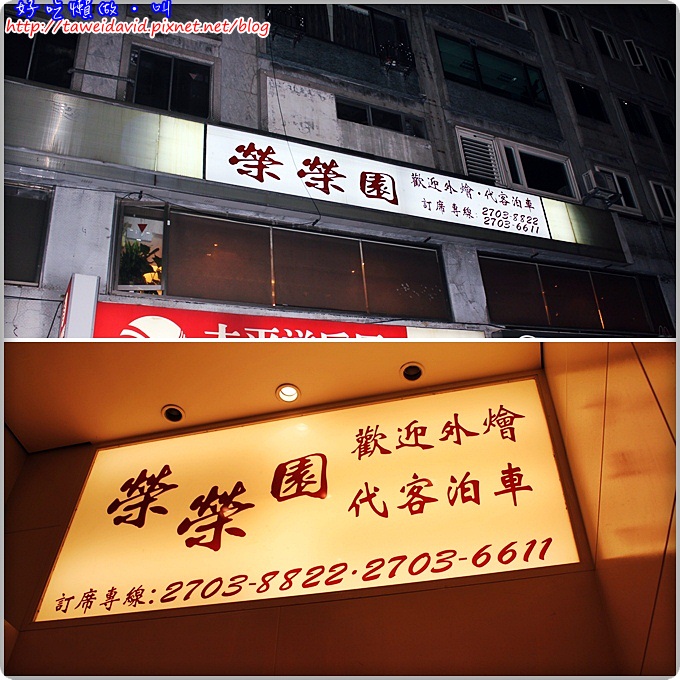 好吃懶做·叫
http://taweidavid.pixnet.net/blog
榮榮園
歡迎外燴·代客泊車
訂席專線:2703-8822
2703-6611
榮榮園
歡迎外燴
代客泊車
訂席專線:2703-8822·2703-6611